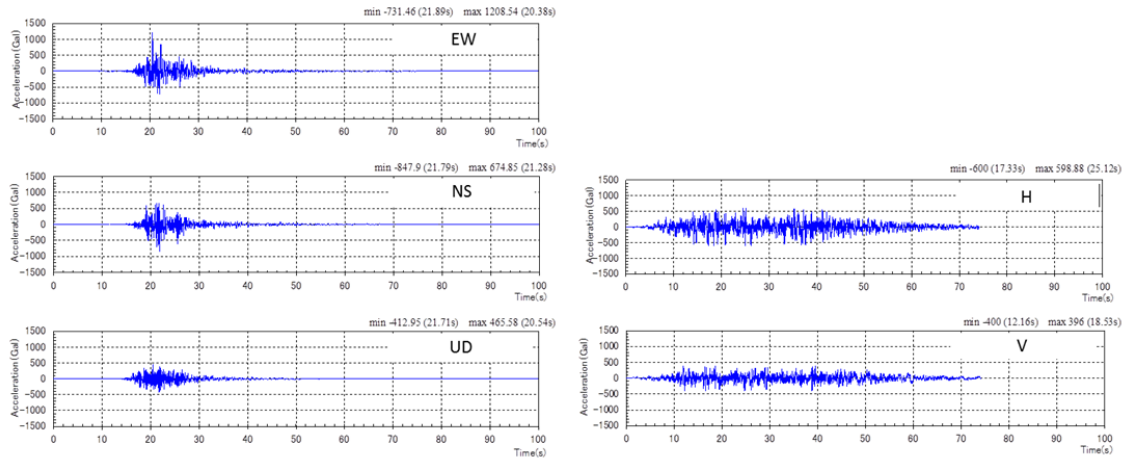 min -731.46 (21.89s) max 1208.54 (20.38s)
EW
Acceleration(Gal)
1500
1000
500
0
-500
-1000
-1500
0 10 20 30 40 50 60 70 80 90 100
Time(s)
min -847.9 (21.79s) max 674.85 (21.28s)
NS
Acceleration(Gal)
1500
1000
500
0
-500
-1000
-1500
0 10 20 30 40 50 60 70 80 90 100
Time(s)
min -412.95 (21.71s) max 465.58 (20.54s)
UD
Acceleration(Gal)
1500
1000
500
0
-500
-1000
-1500
0 10 20 30 40 50 60 70 80 90 100
Time(s)
min -600 (17.33s) max 598.88 (25.12s)
H
Acceleration(Gal)
1500
1000
500
0
-500
-1000
-1500
0 10 20 30 40 50 60 70 80 90 100
Time(s)
min -400 (12.16s) max 396 (18.53s)
V
Acceleration(Gal)
1500
1000
500
0
-500
-1000
-1500
0 10 20 30 40 50 60 70 80 90 100
Time(s)